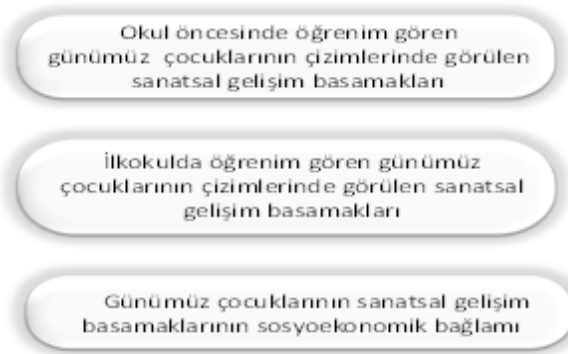 Okul öncesinde öğrenim gören
günümüz çocuklarının çizimlerinde görülen
sanatsal gelişim basamakları
İlkokulda öğrenim gören günümüz
çocuklarının çizimlerinde görülen sanatsal
gelişim basamakları
Günümüz çocuklarının sanatsal gelişim
basamaklarının sosyoekonomik bağlamı